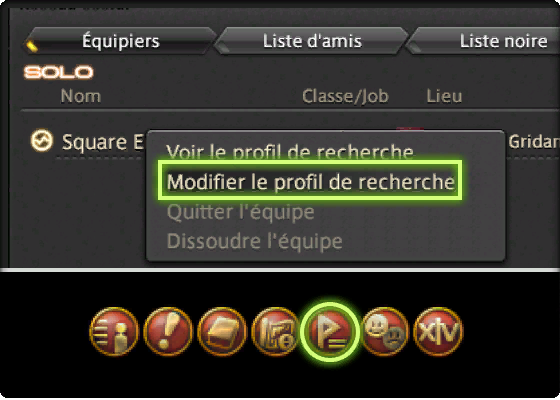 Équipiers Liste d'amis Liste noire
SOLO
Nom Classe/Job Lieu
Square E Gridan
Voir le profil de recherche
Modifier le profil de recherche
Quitter l'équipe
Dissoudre l'équipe
XIV